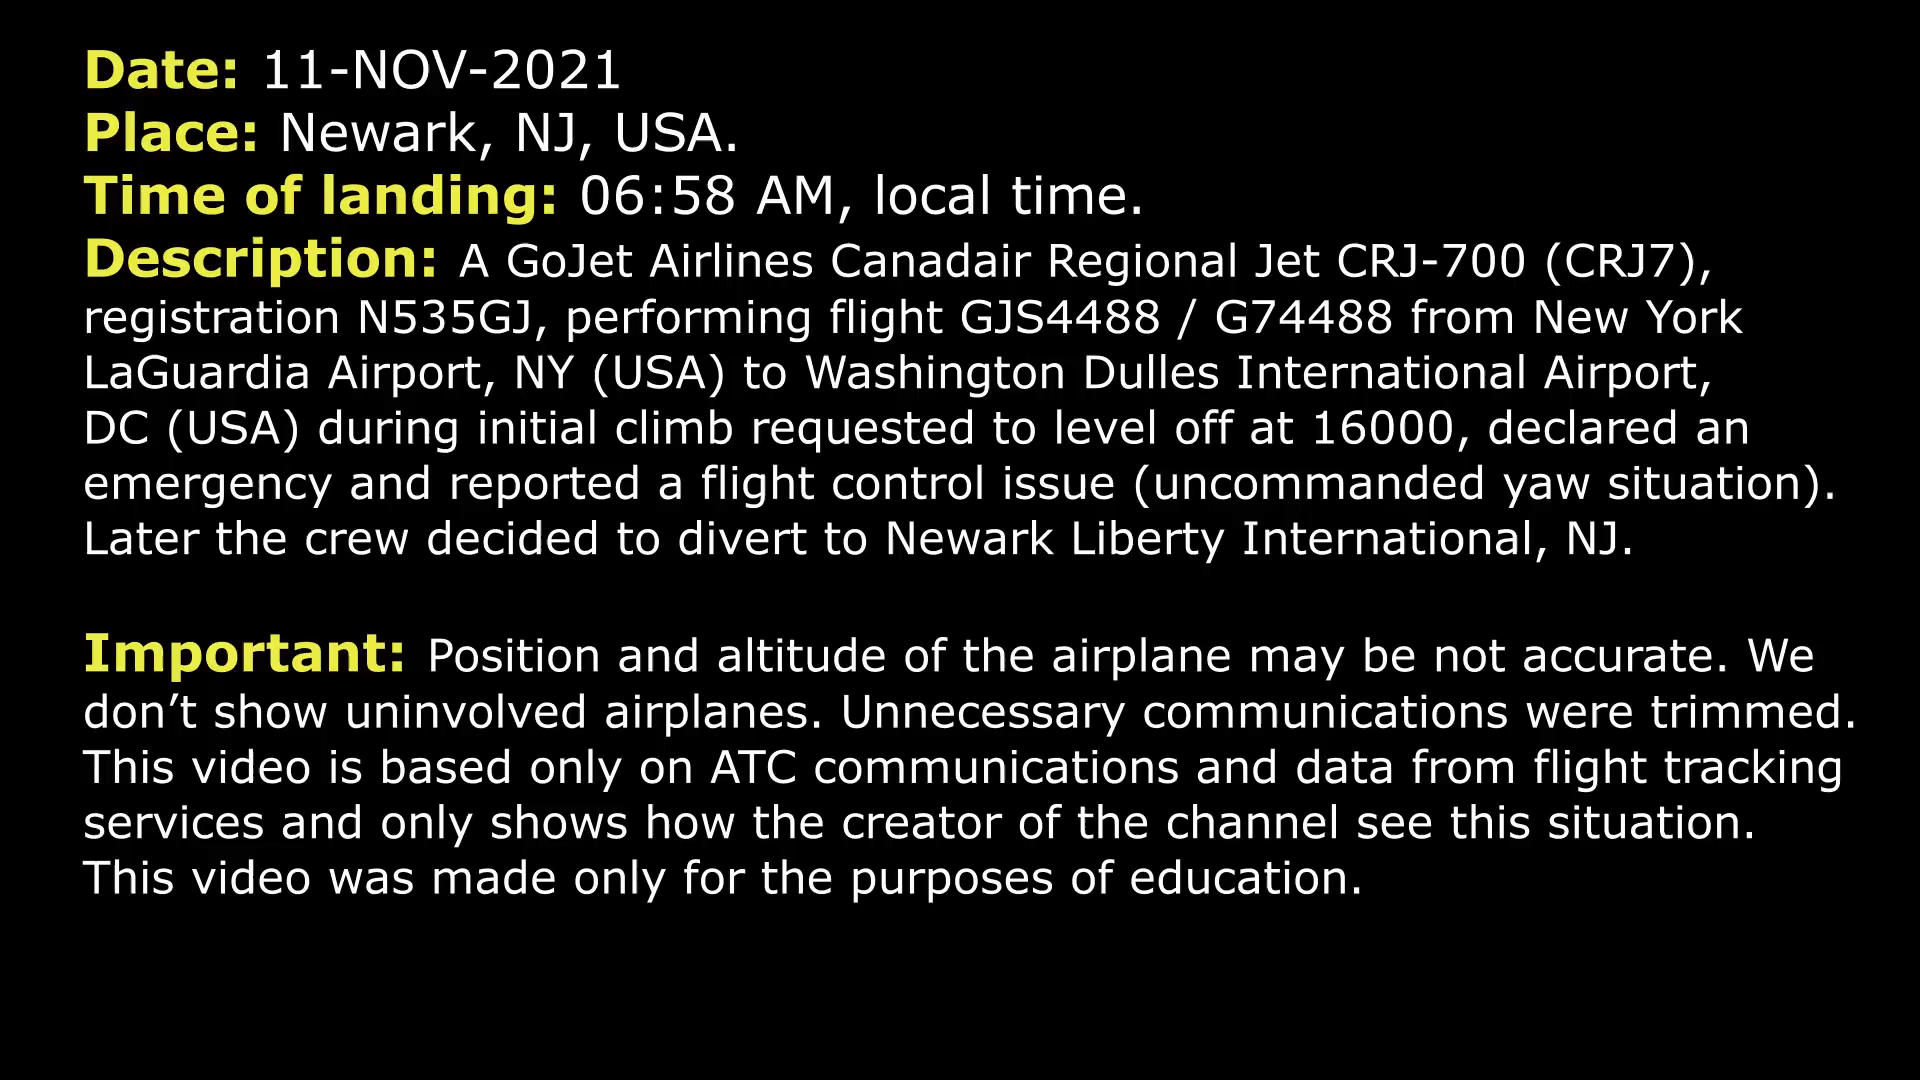 Date: 11-NOV-2021
Place: Newark, NJ, USA.
Time of landing: 06:58 AM, local time.
Description: A GoJet Airlines Canadair Regional Jet CRJ-700 (CRJ7),
registration N535GJ, performing flight GJS4488 / G74488 from New York
LaGuardia Airport, NY (USA) to Washington Dulles International Airport,
DC (USA) during initial climb requested to level off at 16000, declared an
emergency and reported a flight control issue (uncommanded yaw situation).
Later the crew decided to divert to Newark Liberty International, NJ.
Important: Position and altitude of the airplane may be not accurate. We
don’t show uninvolved airplanes. Unnecessary communications were trimmed.
This video is based only on ATC communications and data from flight tracking
services and only shows how the creator of the channel see this situation.
This video was made only for the purposes of education.